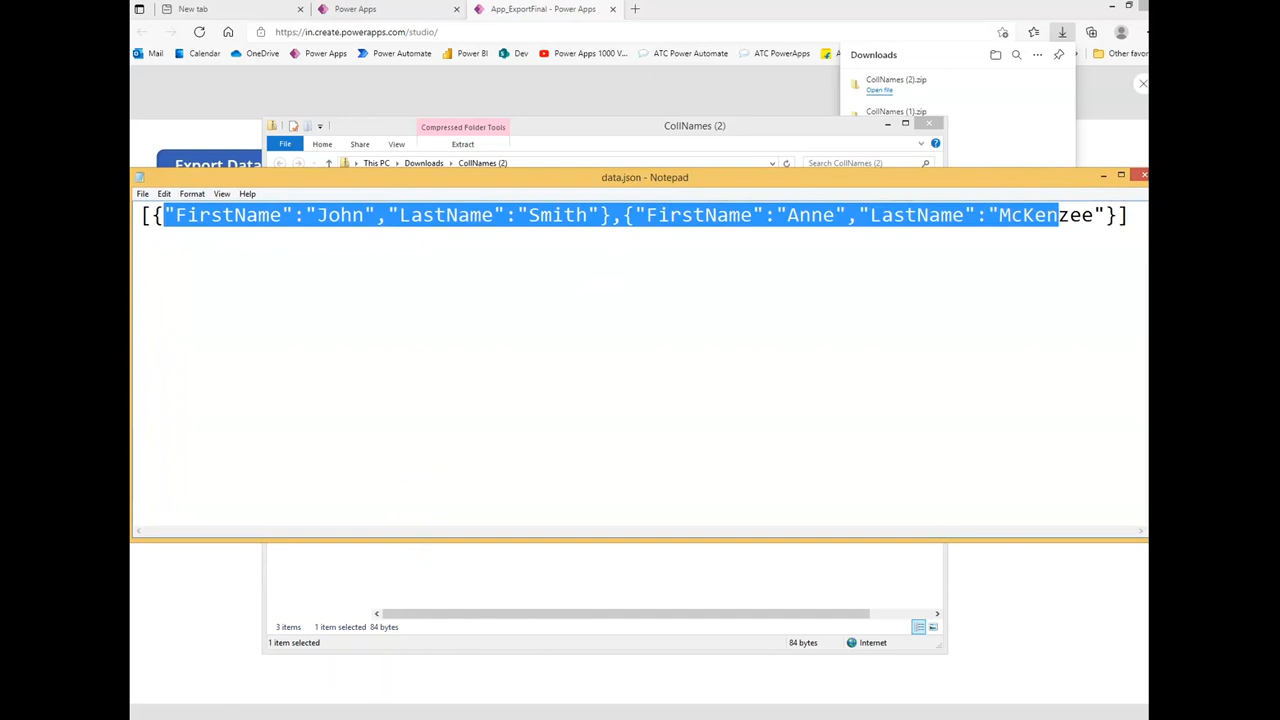 New tab
Power Apps
App_ExportFinal - Power Apps
https://in.create.powerapps.com/studio/
Mail
Calendar
OneDrive
Power Apps
Power Automate
Power BI
Dev
Power Apps 1000 V...
ATC Power Automate
ATC PowerApps
A
Other favor
Downloads
CollNames (2).zip
Open file
CollNames (1).zip
Export Data
Compressed Folder Tools
CollNames (2)
File
Home
Share
View
Extract
This PC
Downloads
CollNames (2)
Search CollNames (2)
data.json - Notepad
File Edit Format View Help
[{"FirstName":"John","LastName":"Smith"},{"FirstName":"Anne","LastName":"McKenzee"}]
3 items 1 item selected 84 bytes
1 item selected
84 bytes
Internet